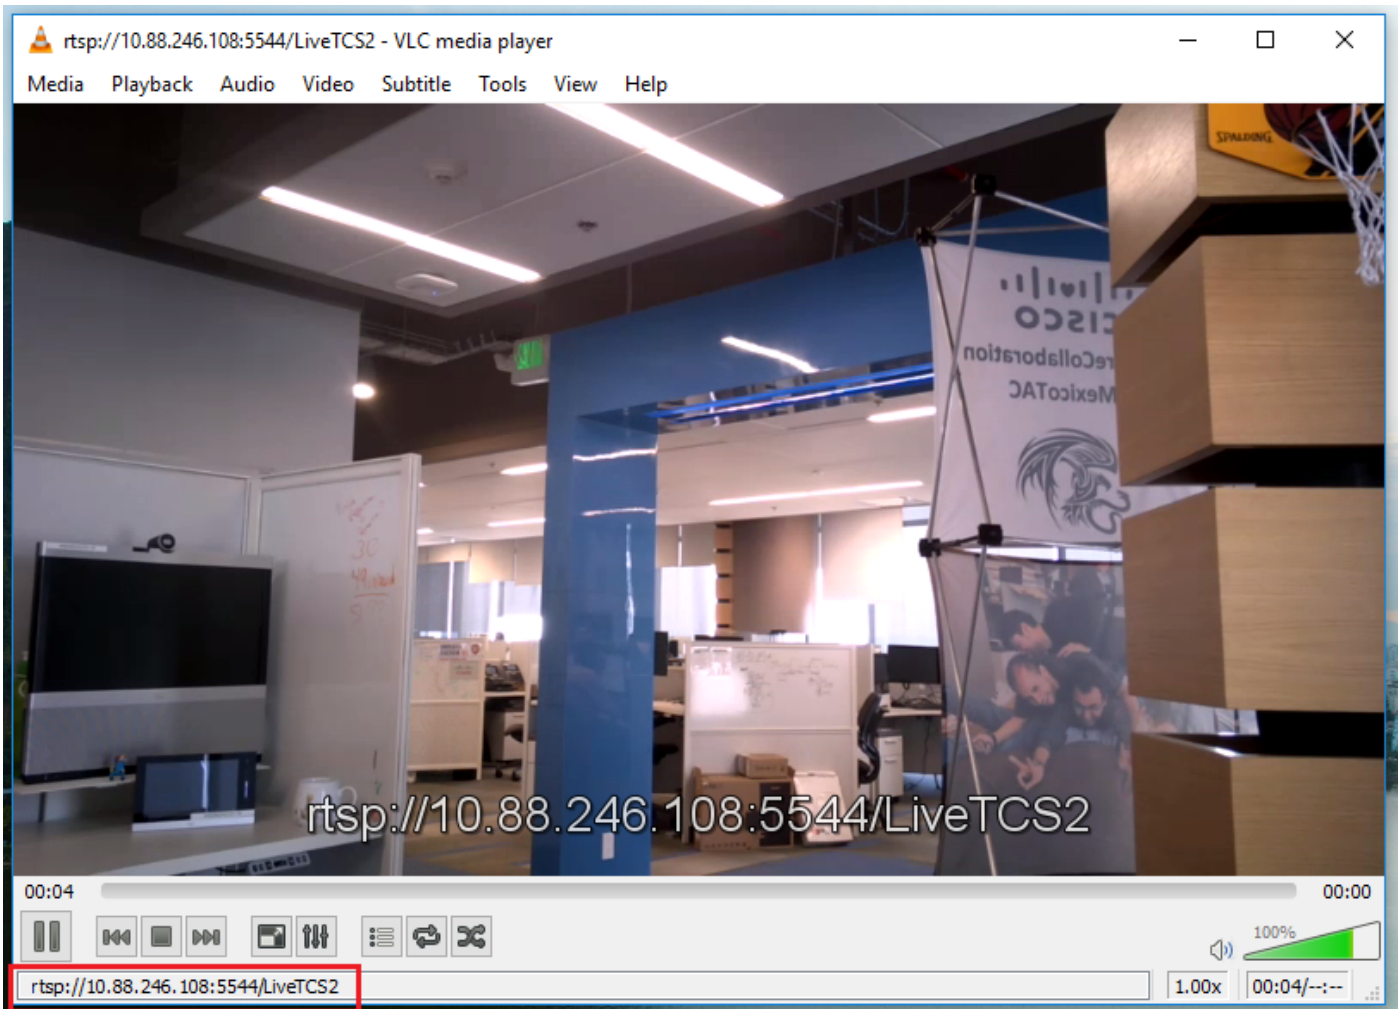 rtsp://10.88.246.108:5544/LiveTCS2 - VLC media player
Media Playback Audio Video Subtitle Tools View Help
SPALDING
CISCO
reCollaboration
MexicoTAC
30
rtsp://10.88.246.108:5544/LiveTCS2
00:04 00:00
100%
rtsp://10.88.246.108:5544/LiveTCS2 1.00x 00:04/--:--